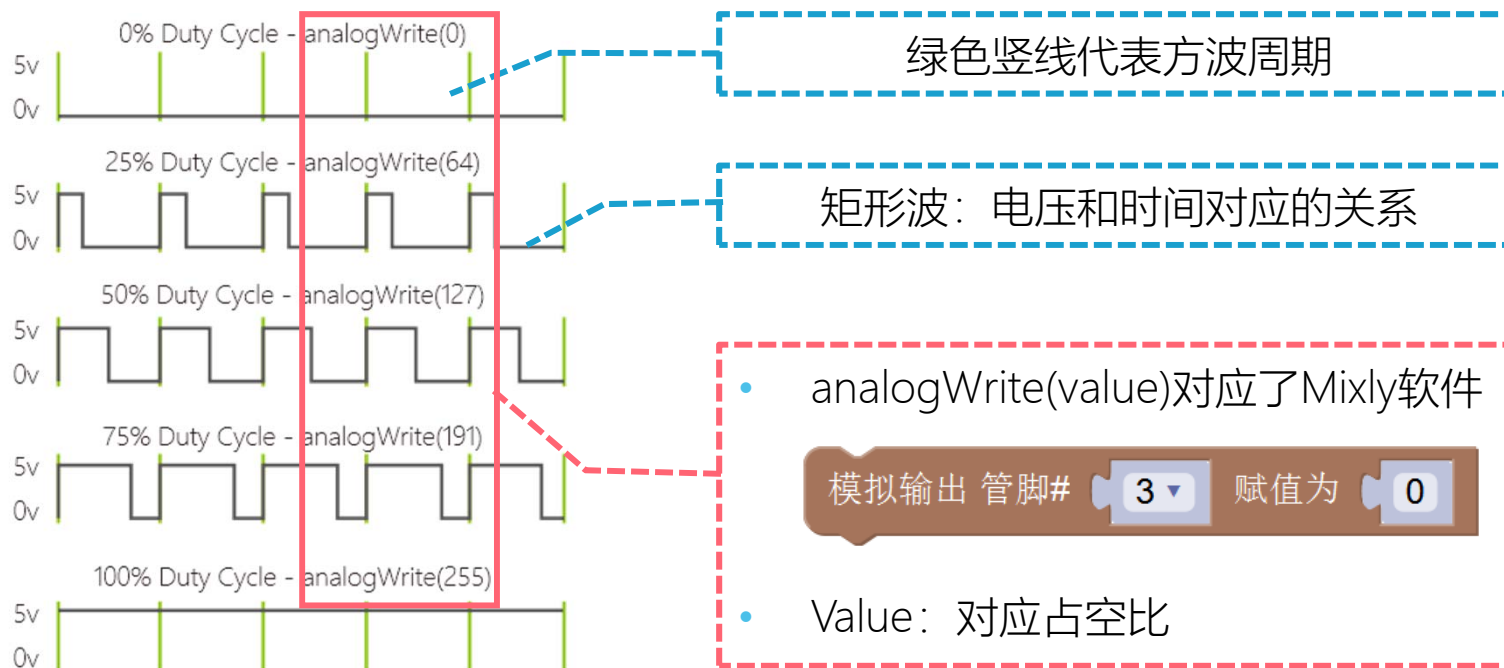 0% Duty Cycle - analogWrite(0)
5v
0v
25% Duty Cycle - analogWrite(64)
5v
0v
50% Duty Cycle - analogWrite(127)
5v
0v
75% Duty Cycle - analogWrite(191)
5v
0v
100% Duty Cycle - analogWrite(255)
5v
0v
绿色竖线代表方波周期
矩形波：电压和时间对应的关系
• analogWrite(value)对应了Mixly软件
模拟输出 管脚# 3 赋值为 0
• Value：对应占空比